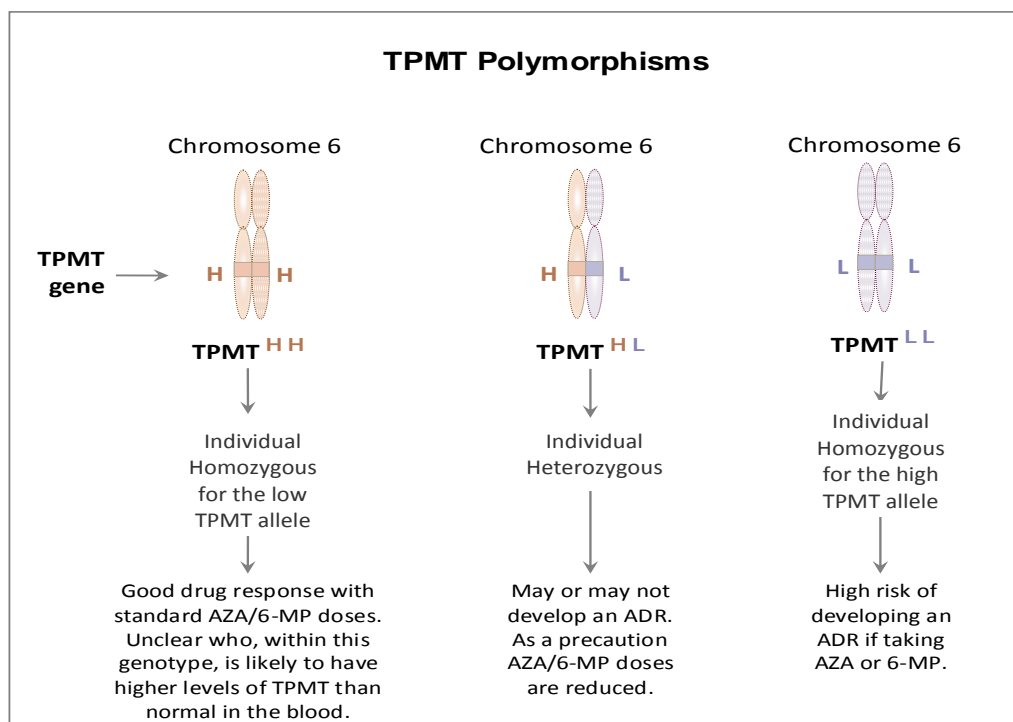 TPMT Polymorphisms
Chromosome 6
Chromosome 6
Chromosome 6
TPMT
gene
H
H
H
L
L
L
TPMT H H
TPMT H L
TPMT L L
Individual
Homozygous
for the low
TPMT allele
Individual
Heterozygous
Individual
Homozygous
for the high
TPMT allele
Good drug response with
standard AZA/6-MP doses.
Unclear who, within this
genotype, is likely to have
higher levels of TPMT than
normal in the blood.
May or may not
develop an ADR.
As a precaution
AZA/6-MP doses
are reduced.
High risk of
developing an
ADR if taking
AZA or 6-MP.